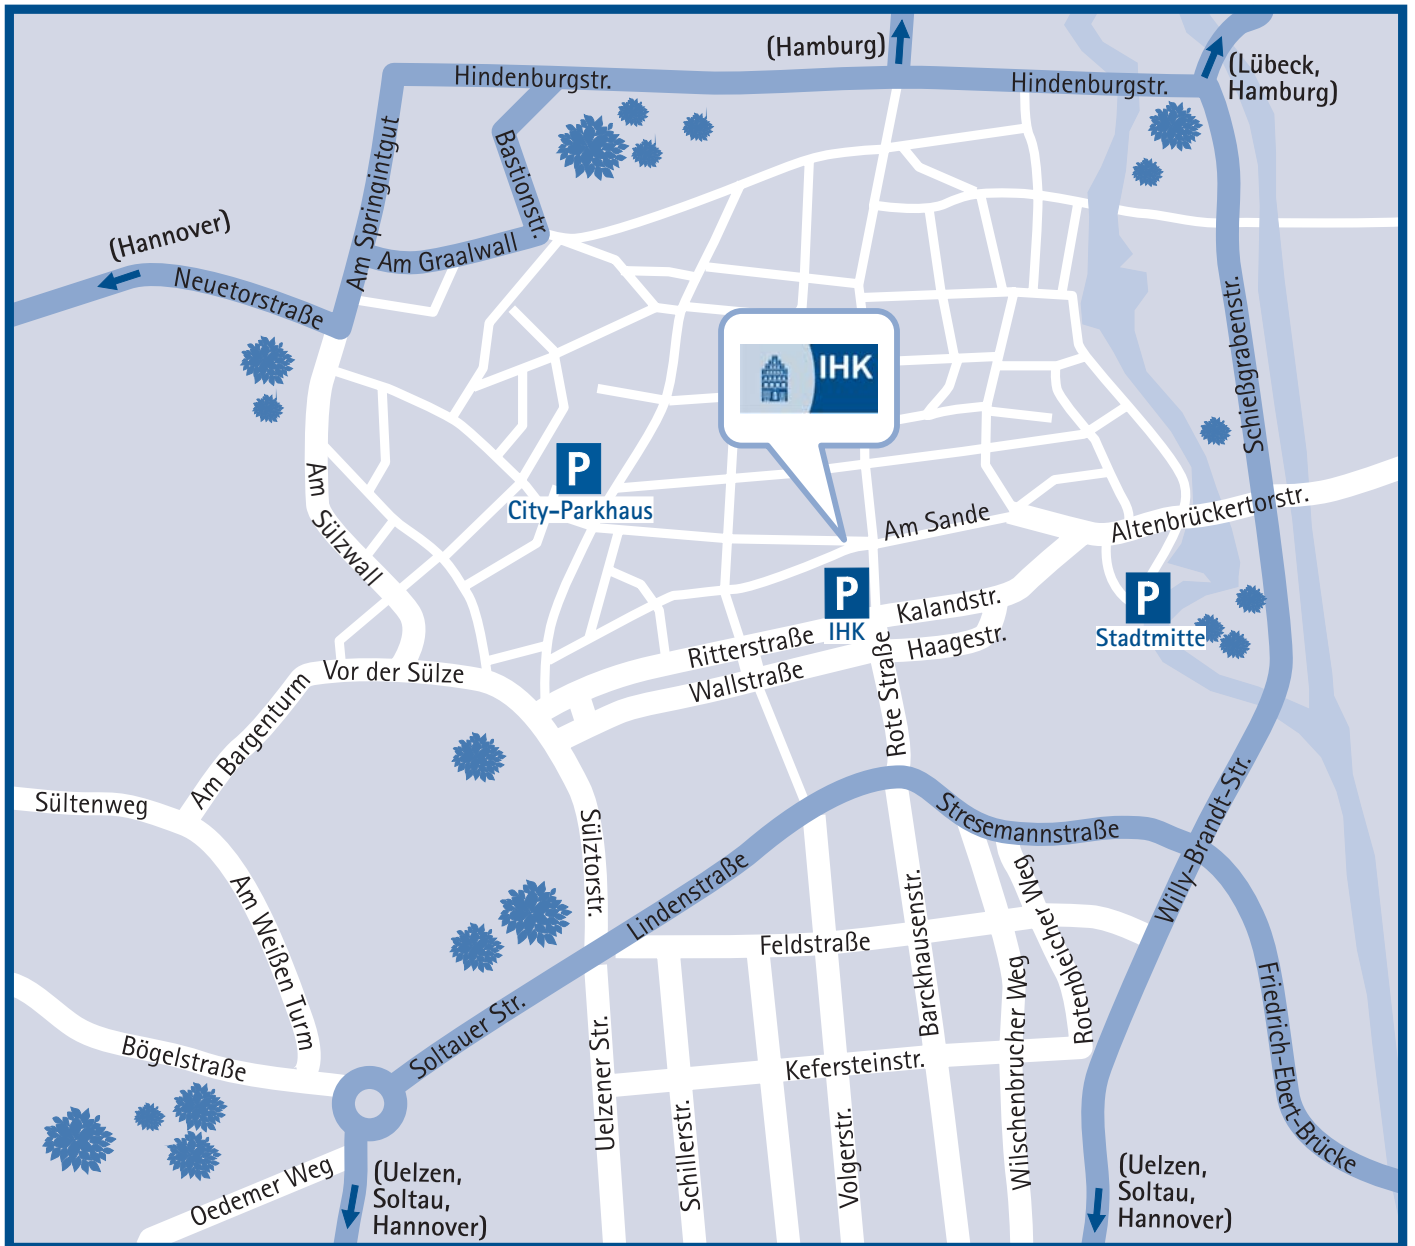 (Hamburg)
(Lübeck,
Hamburg)
Hindenburgstr.
Hindenburgstr.
Am Springintgut
Bastionstr.
Am Graalwall
(Hannover)
Neuetorstraße
Schießgrabenstr.
IHK
P
City-Parkhaus
Am Sande
Altenbrückertorstr.
Am Sülzwall
P
IHK
P
Stadtmitte
Kalandstr.
Ritterstraße
Haagestr.
Wallstraße
Rote Straße
Vor der Sülze
Am Bargenturm
Sültenweg
Sülztorstr.
Lindenstraße
Stresemannstraße
Willy-Brandt-Str.
Am Weißen Turm
Feldstraße
Barckhausenstr.
Rotenbleicher Weg
Wilschenbrucher Weg
Friedrich-Ebert-Brücke
Soltauer Str.
Bögelstraße
Uelzener Str.
Kefersteinstr.
Schillerstr.
Volgerstr.
Oedemer Weg
(Uelzen,
Soltau,
Hannover)
(Uelzen,
Soltau,
Hannover)